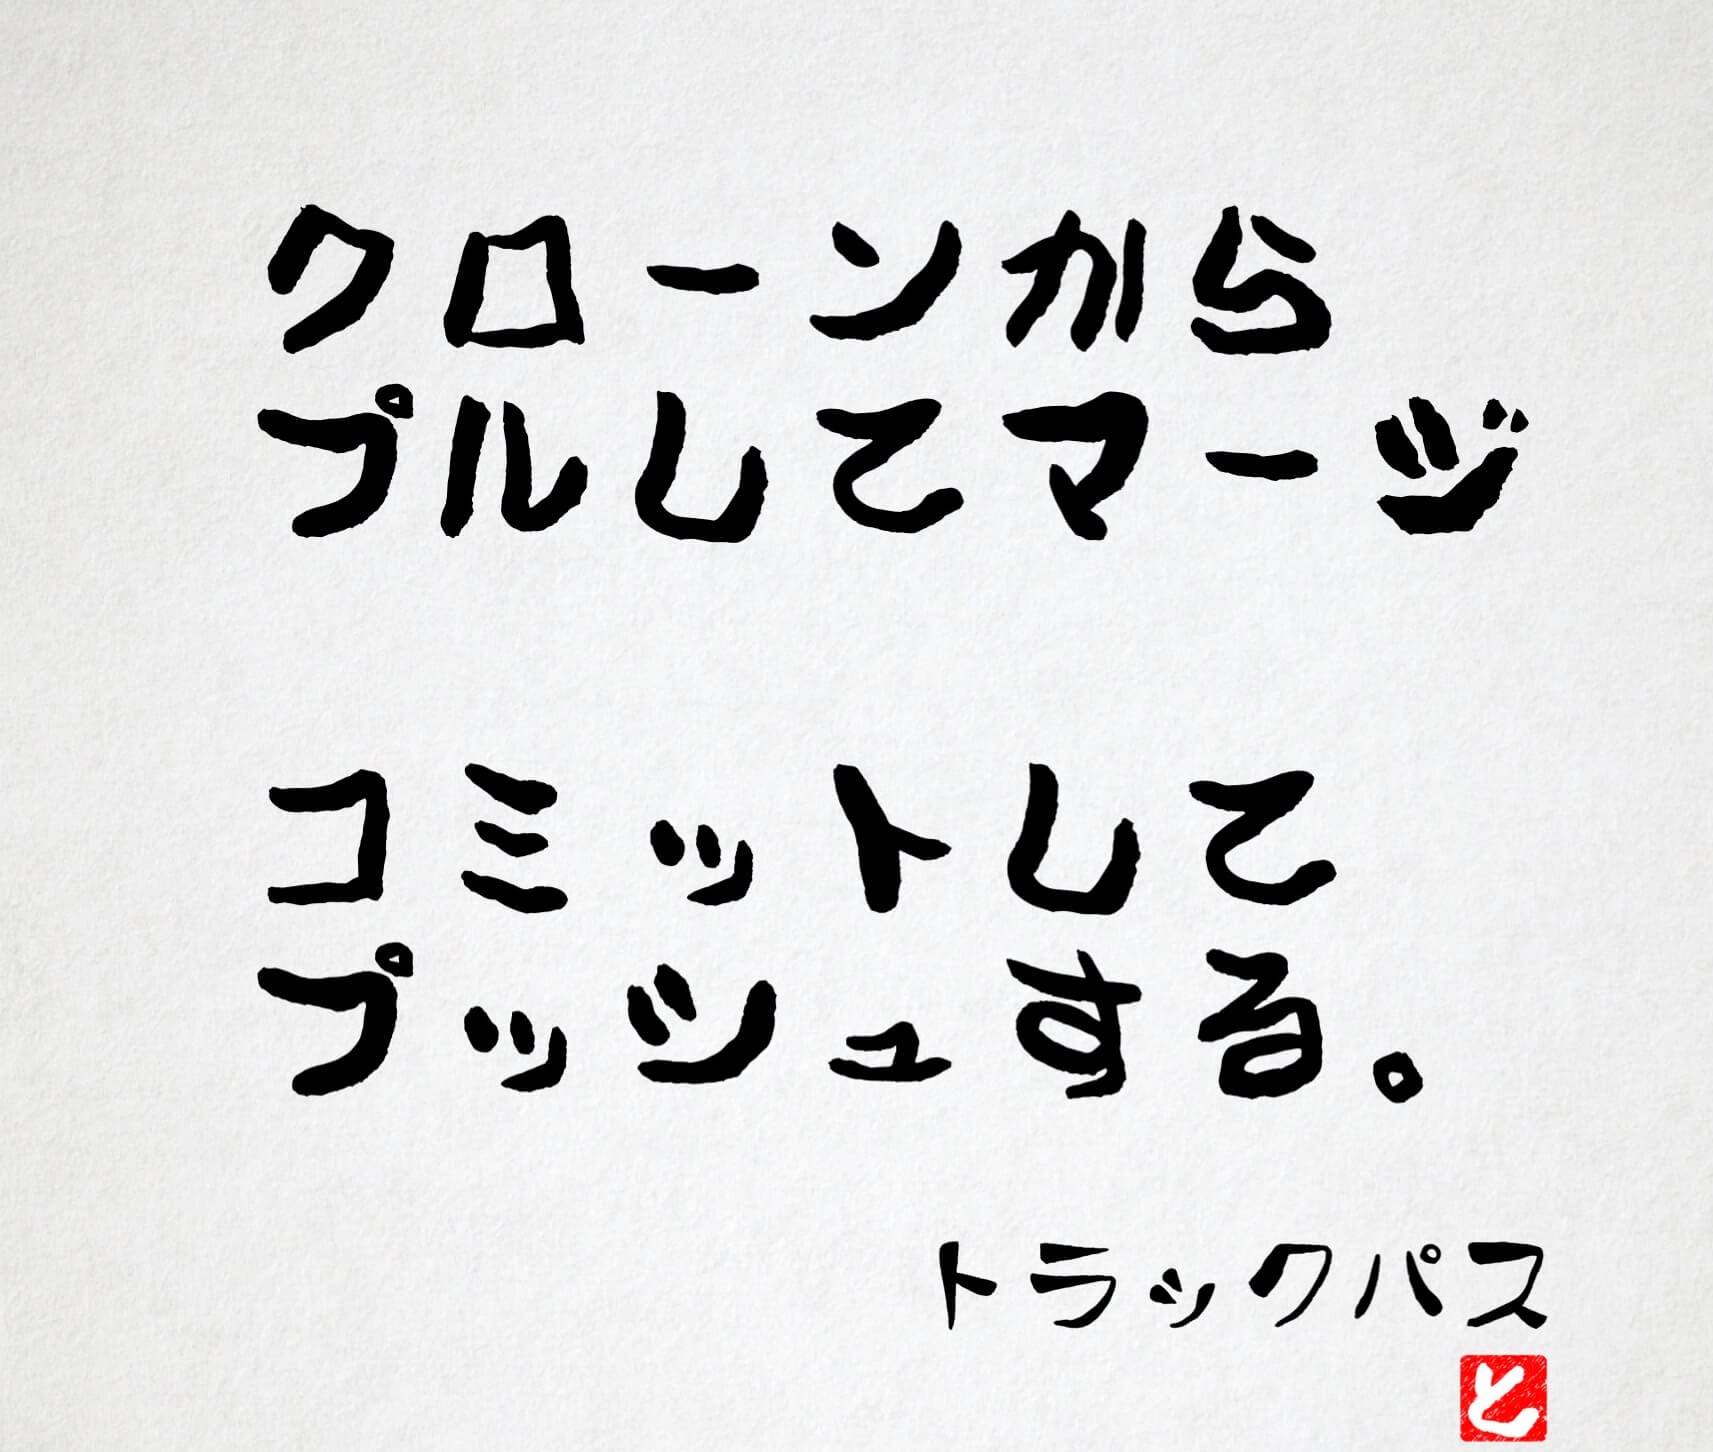 クローンから
プルしてマージ
コミットして
プッシュする。
トラックパス
と